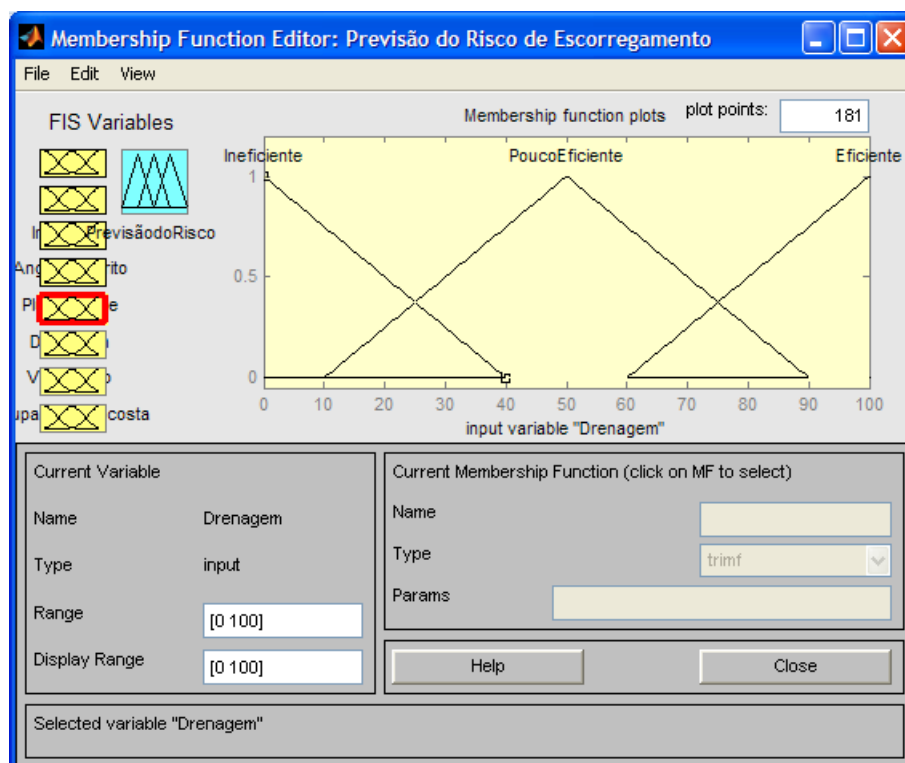 Membership Function Editor: Previsão do Risco de Escorregamento
File Edit View
FIS Variables
Membership function plots plot points: 181
Ineficiente PoucoEficiente Eficiente
PrevisãodoRisco
1
0.5
0
0 10 20 30 40 50 60 70 80 90 100
input variable "Drenagem"
Current Variable
Name Drenagem
Type input
Range [0 100]
Display Range [0 100]
Current Membership Function (click on MF to select)
Name
Type trimf
Params
Help Close
Selected variable "Drenagem"